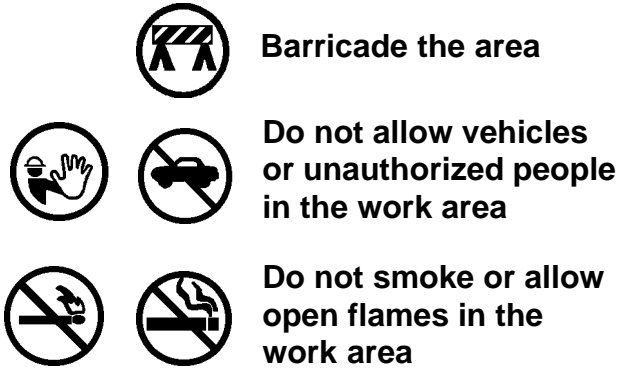 Barricade the area
Do not allow vehicles
or unauthorized people
in the work area
Do not smoke or allow
open flames in the
work area